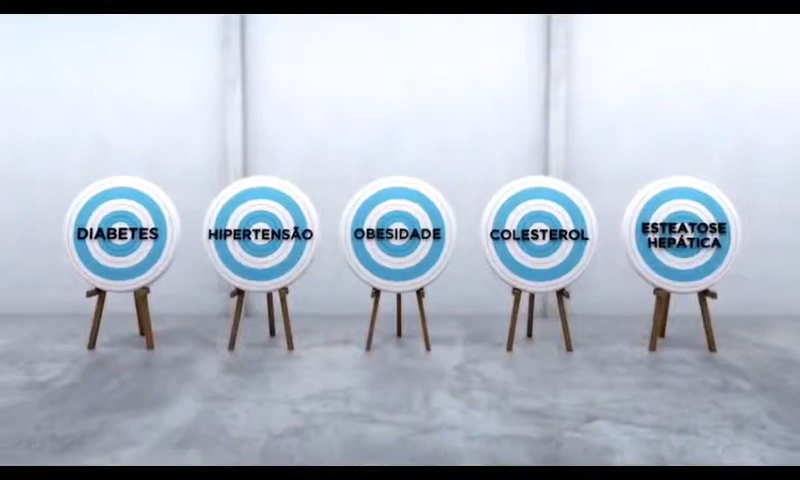 DIABETES
HIPERTENSÃO
OBESIDADE
COLESTEROL
ESTEATOSE
HEPÁTICA